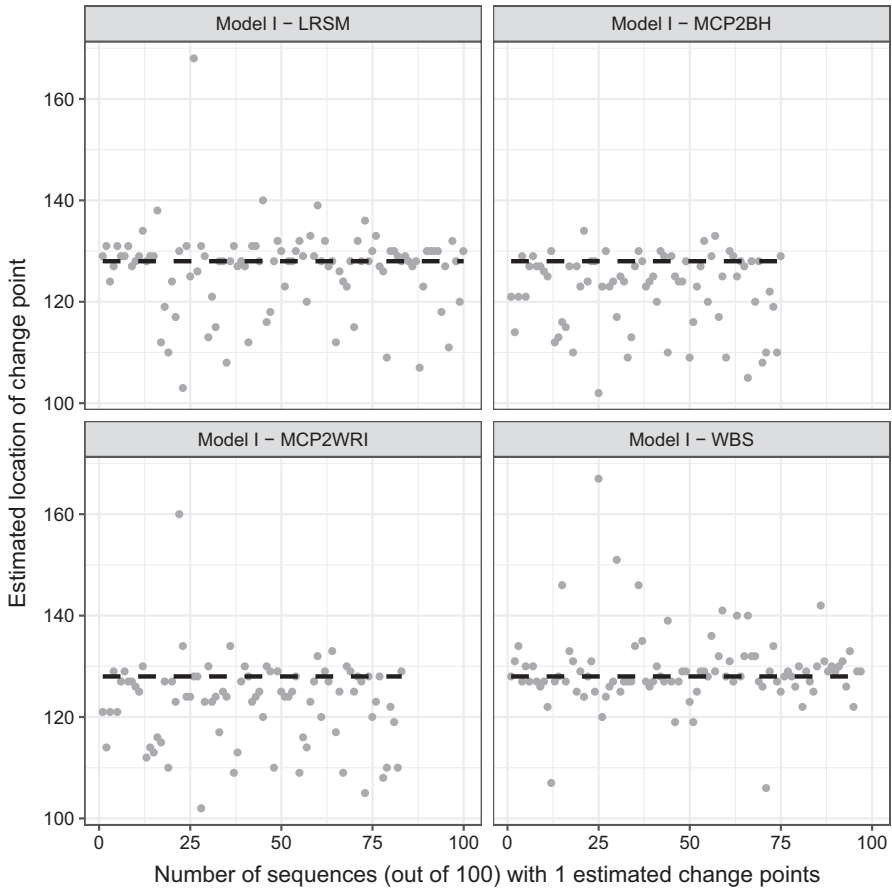 Model I − LRSM
Model I − MCP2BH
160
140
120
100
Model I − MCP2WRI
Model I − WBS
160
140
120
100
0 25 50 75 100
0 25 50 75 100
Number of sequences (out of 100) with 1 estimated change points
Estimated location of change point